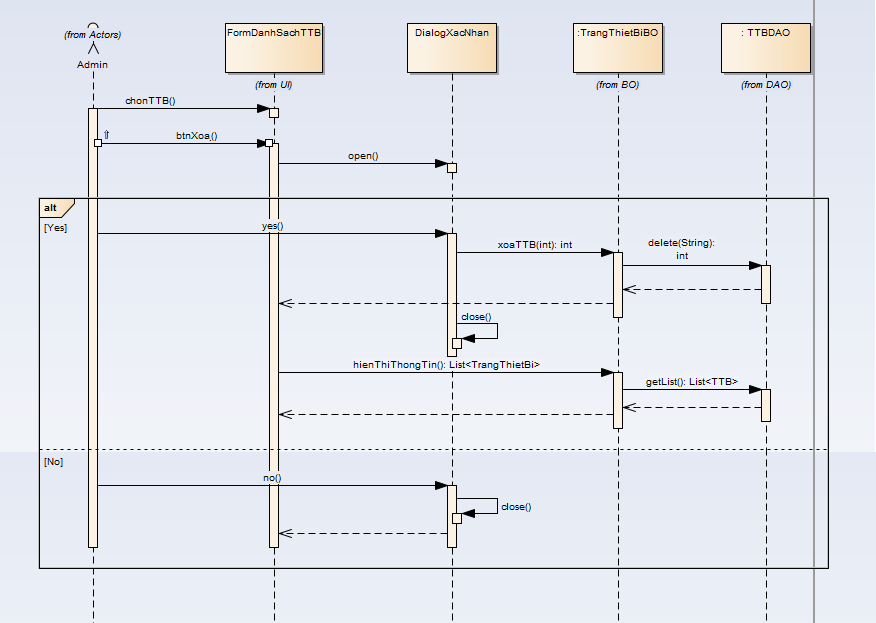 (from Actors)
Admin
FormDanhSachTTB
(from UI)
DialogXacNhan
:TrangThietBiBO
(from BO)
: TTBDAO
(from DAO)
chonTTB()
btnXoa()
open()
alt
[Yes]
yes()
xoaTTB(int): int
delete(String):
int
close()
hienThiThongTin(): List<TrangThietBi>
getList(): List<TTB>
[No]
no()
close()